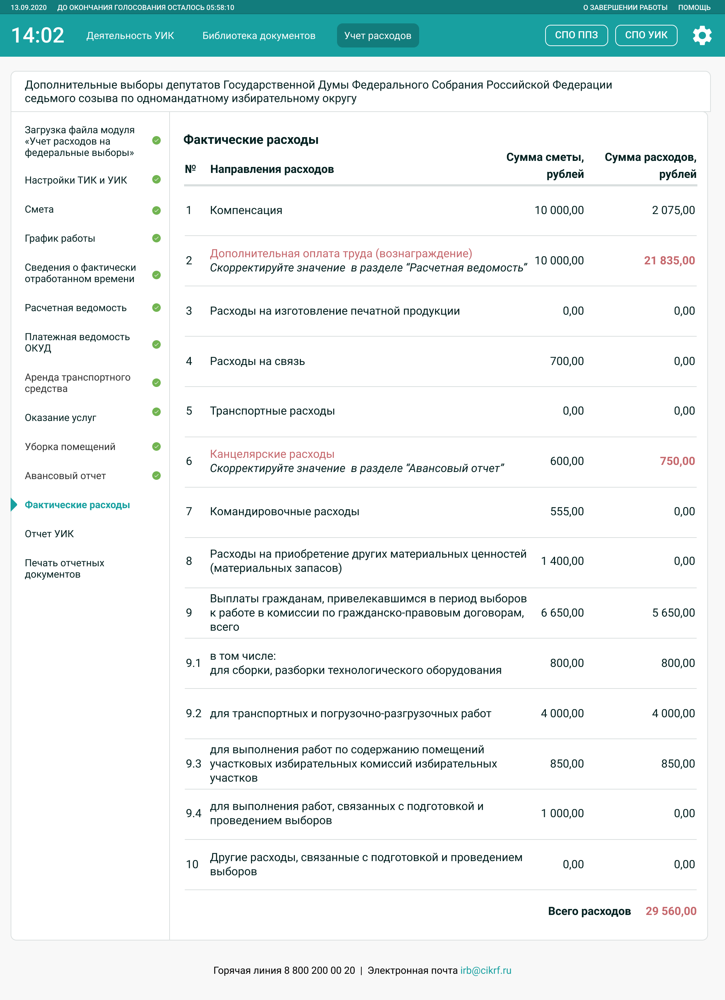 13.09.2020 ДО ОКОНЧАНИЯ ГОЛОСОВАНИЯ ОСТАЛОСЬ 05:58:10 О ЗАВЕРШЕНИИ РАБОТЫ ПОМОЩЬ
14:02 Деятельность УИК Библиотека документов Учет расходов СПО ППЗ СПО УИК
Дополнительные выборы депутатов Государственной Думы Федерального Собрания Российской Федерации
седьмого созыва по одномандатному избирательному округу
Загрузка файла модуля
«Учет расходов на
федеральные выборы»
Настройки ТИК и УИК
Смета
График работы
Сведения о фактически
отработанном времени
Расчетная ведомость
Платежная ведомость
ОКУД
Аренда транспортного
средства
Оказание услуг
Уборка помещений
Авансовый отчет
Фактические расходы
Отчет УИК
Печать отчетных
документов
Фактические расходы
№ Направления расходов
Сумма сметы,
рублей
Сумма расходов,
рублей
1 Компенсация 10 000,00 2 075,00
2
Дополнительная оплата труда (вознаграждение)
Скорректируйте значение в разделе “Расчетная ведомость”
10 000,00 21 835,00
3 Расходы на изготовление печатной продукции 0,00 0,00
4 Расходы на связь 700,00 0,00
5 Транспортные расходы 0,00 0,00
6
Канцелярские расходы
Скорректируйте значение в разделе “Авансовый отчет”
600,00 750,00
7 Командировочные расходы 555,00 0,00
8
Расходы на приобретение других материальных ценностей
(материальных запасов)
1 400,00 0,00
Выплаты гражданам, привелекавшимся в период выборов
9 к работе в комиссии по гражданско-правовым договорам, 6 650,00 5 650,00
всего
9.1
в том числе:
для сборки, разборки технологического оборудования
800,00 800,00
9.2 для транспортных и погрузочно-разгрузочных работ 4 000,00 4 000,00
для выполнения работ по содержанию помещений
9.3 участковых избирательных комиссий избирательных 850,00 850,00
участков
9.4
для выполнения работ, связанных с подготовкой и
проведением выборов
1 000,00 0,00
10
Другие расходы, связанные с подготовкой и проведением
выборов
0,00 0,00
Всего расходов 29 560,00
Горячая линия 8 800 200 00 20 | Электронная почта irb@cikrf.ru